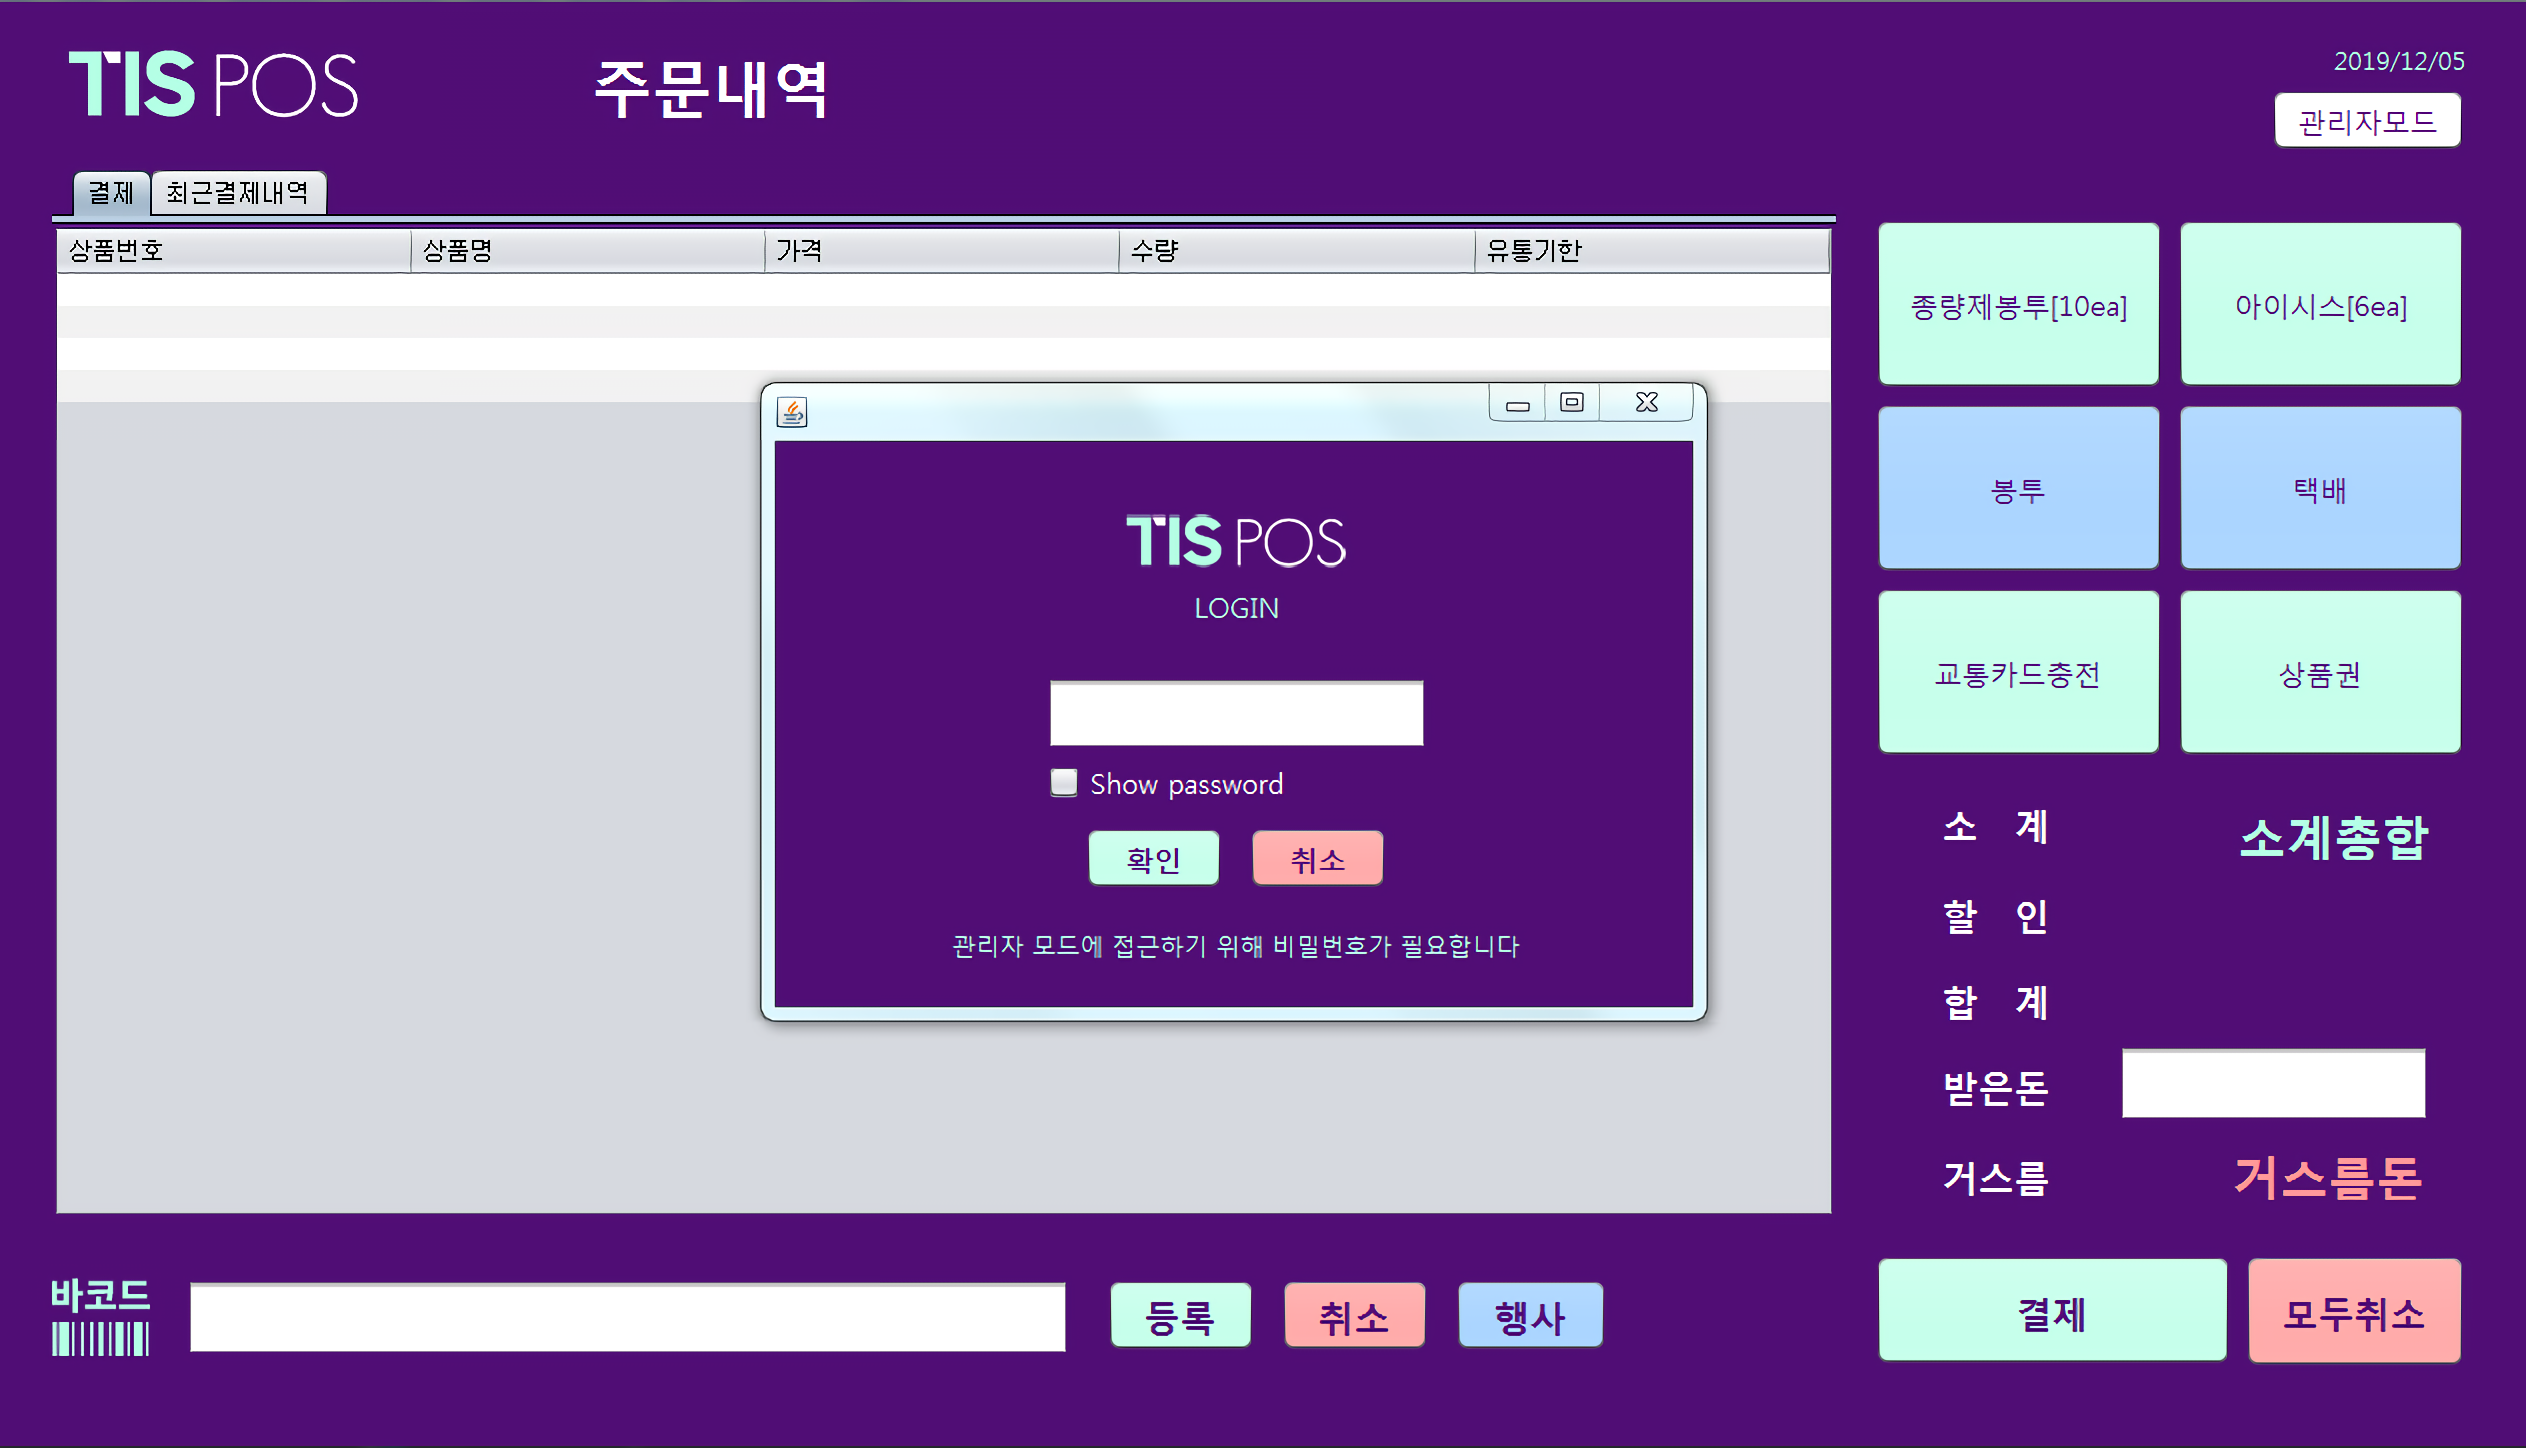 TIS POS
주문내역
2019/12/05
관리자모드
결제 최근결제내역
상품번호 상품명 가격 수량 유통기한
종량제봉투[10ea] 아이시스[6ea]
봉투 택배
교통카드충전 상품권
TIS POS
LOGIN
Show password
확인 취소
관리자 모드에 접근하기 위해 비밀번호가 필요합니다
소 계 소계총합
할 인
합 계
받은돈
거스름 거스름돈
바코드
등록 취소 행사
결제 모두취소